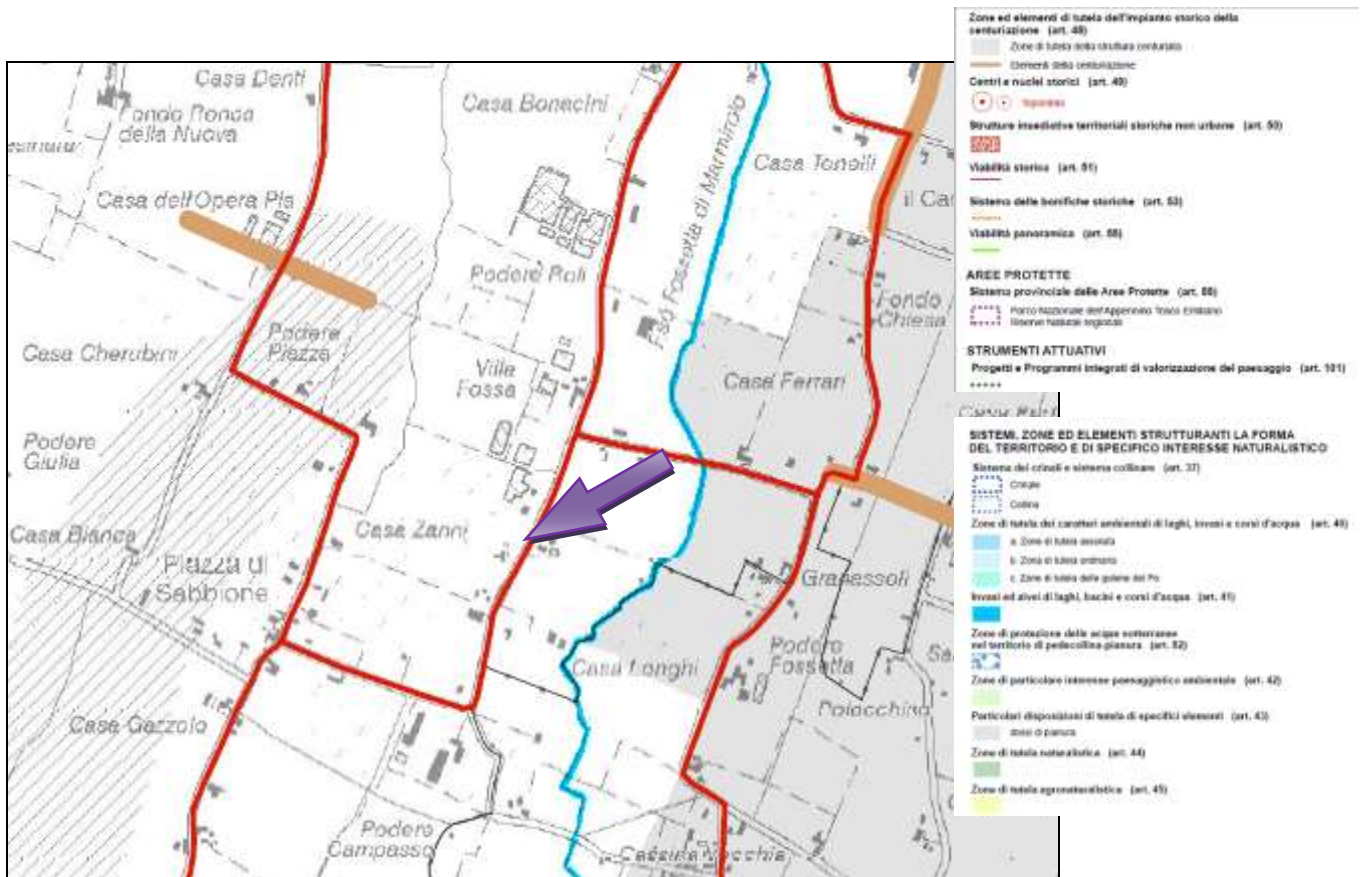 Casa Denti
Fondo Ronca
della Nuova
Casa dell'Opera Pia
Casa Bonacini
Fsso Fossetta di Marmirolo
Casa Tonelli
il Ca
Podere Roli
Fondo
Chiesa
Casa Cherubini
Podere
Piazza
Villa
Fossa
Casa Ferrari
Podere
Giulia
Casa Bianca
Casa Zanni
Piazza di
Sabbione
Granassoli
Casa Longhi
Podere
Fossetta
Polocchina
Casa Gazzolo
Podere
Campasso
Cascina Vecchia
Zone ed elementi di tutela dell'impianto storico della
centuriazione (art. 48)
Zone di tutela della struttura centuriata
Elementi della centuriazione
Centri e nuclei storici (art. 49)
Strutture insediative territoriali storiche non urbane (art. 50)
Viabilità storica (art. 51)
Sistema delle bonifiche storiche (art. 53)
Viabilità panoramica (art. 55)
AREE PROTETTE
Sistema provinciale delle Aree Protette (art. 88)
Parco Nazionale dell'Appennino Tosco Emiliano
Riserve Naturali regionali
STRUMENTI ATTUATIVI
Progetti e Programmi integrati di valorizzazione del paesaggio (art. 101)
SISTEMI, ZONE ED ELEMENTI STRUTTURANTI LA FORMA
DEL TERRITORIO E DI SPECIFICO INTERESSE NATURALISTICO
Sistema dei crinali e sistema collinare (art. 37)
Crinale
Collina
Zone di tutela dei caratteri ambientali di laghi, invasi e corsi d'acqua (art. 40)
a. Zone di tutela assoluta
b. Zone di tutela ordinaria
c. Zone di tutela delle golene del Po
Invasi ed alvei di laghi, bacini e corsi d'acqua (art. 41)
Zone di protezione delle acque sotterranee
nel territorio di pedecollina-pianura (art. 82)
Zone di particolare interesse paesaggistico ambientale (art. 42)
Particolari disposizioni di tutela di specifici elementi (art. 43)
dossi di pianura
Zone di tutela naturalistica (art. 44)
Zone di tutela agronaturalistica (art. 45)